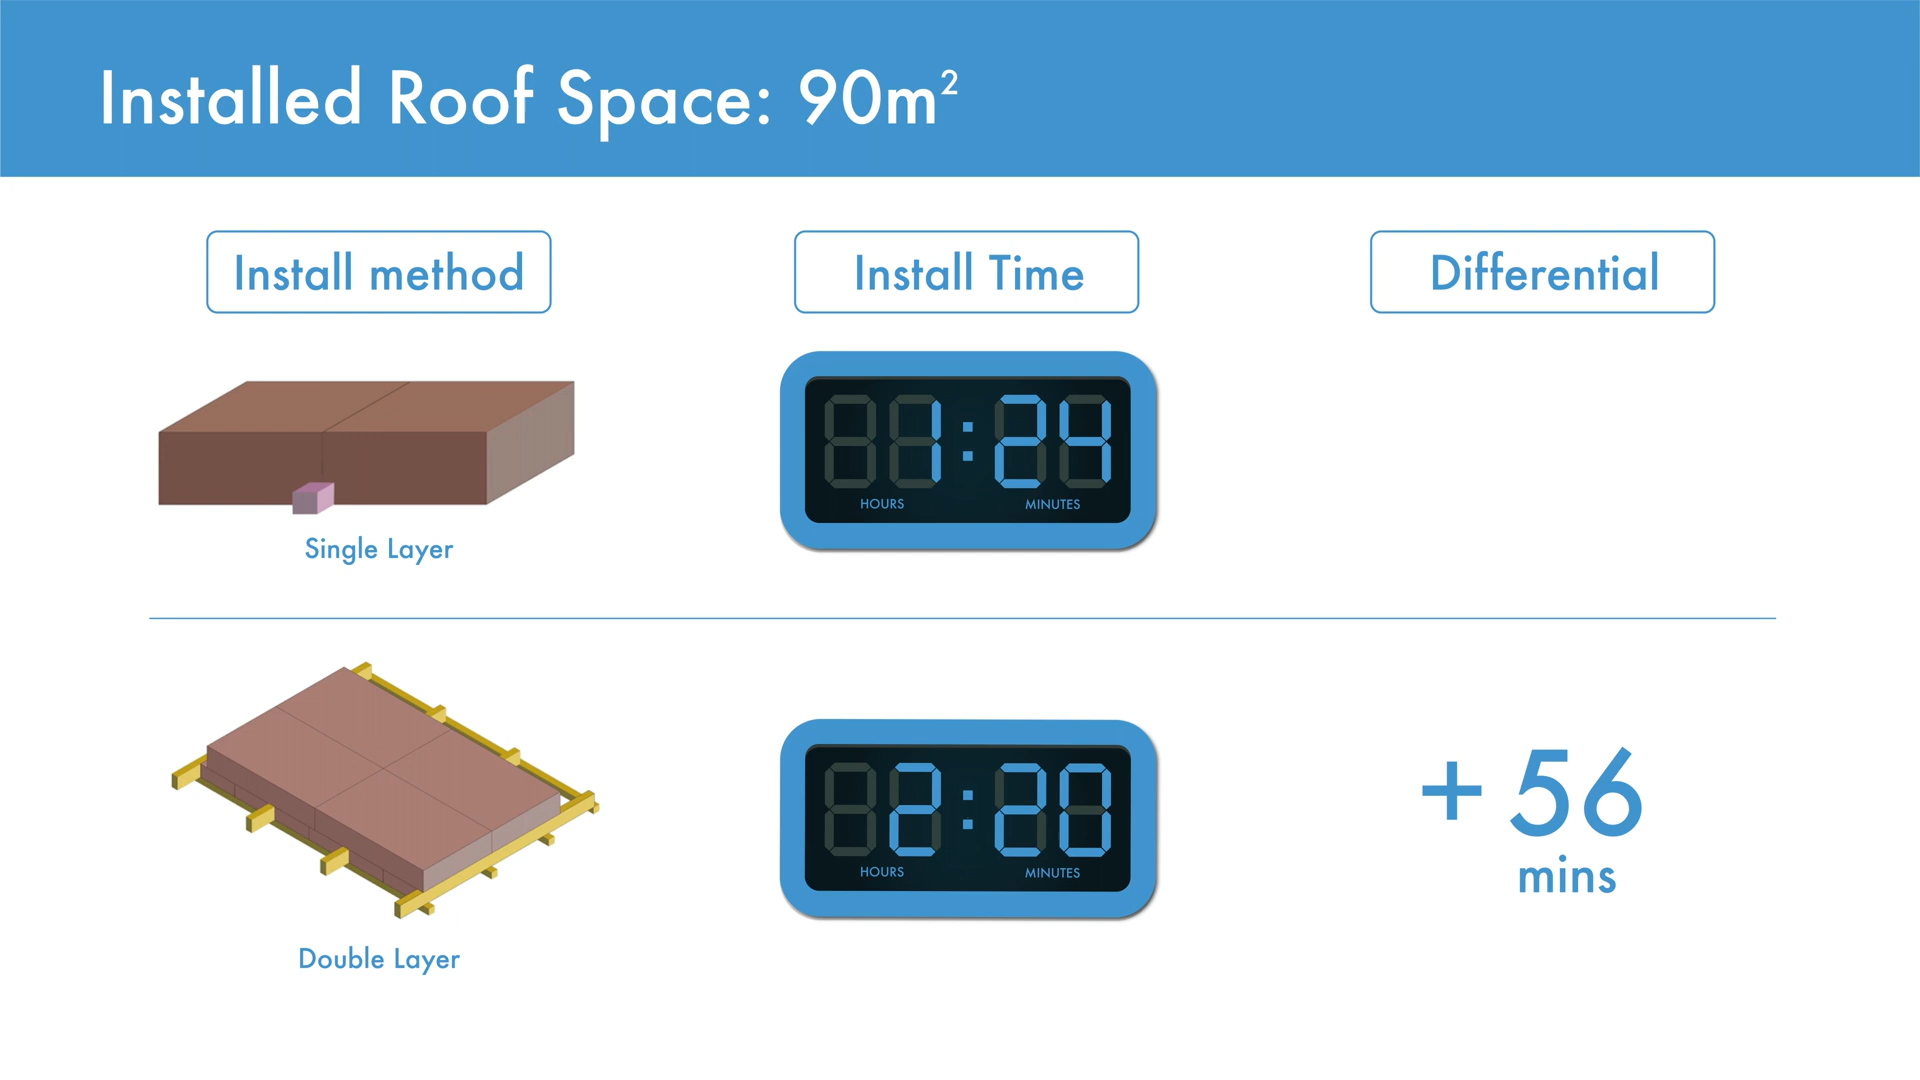 Installed Roof Space: 90m²
Install method
Install Time
Differential
1:24
HOURS MINUTES
Single Layer
2:20
HOURS MINUTES
+ 56
mins
Double Layer